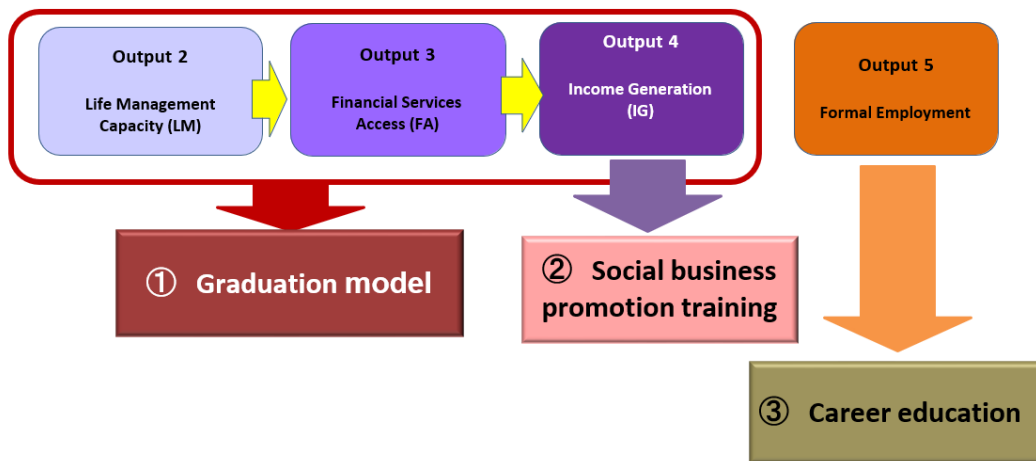 Output 2
Life Management
Capacity (LM)
Output 3
Financial Services
Access (FA)
Output 4
Income Generation
(IG)
Output 5
Formal Employment
① Graduation model
② Social business
promotion training
③ Career education